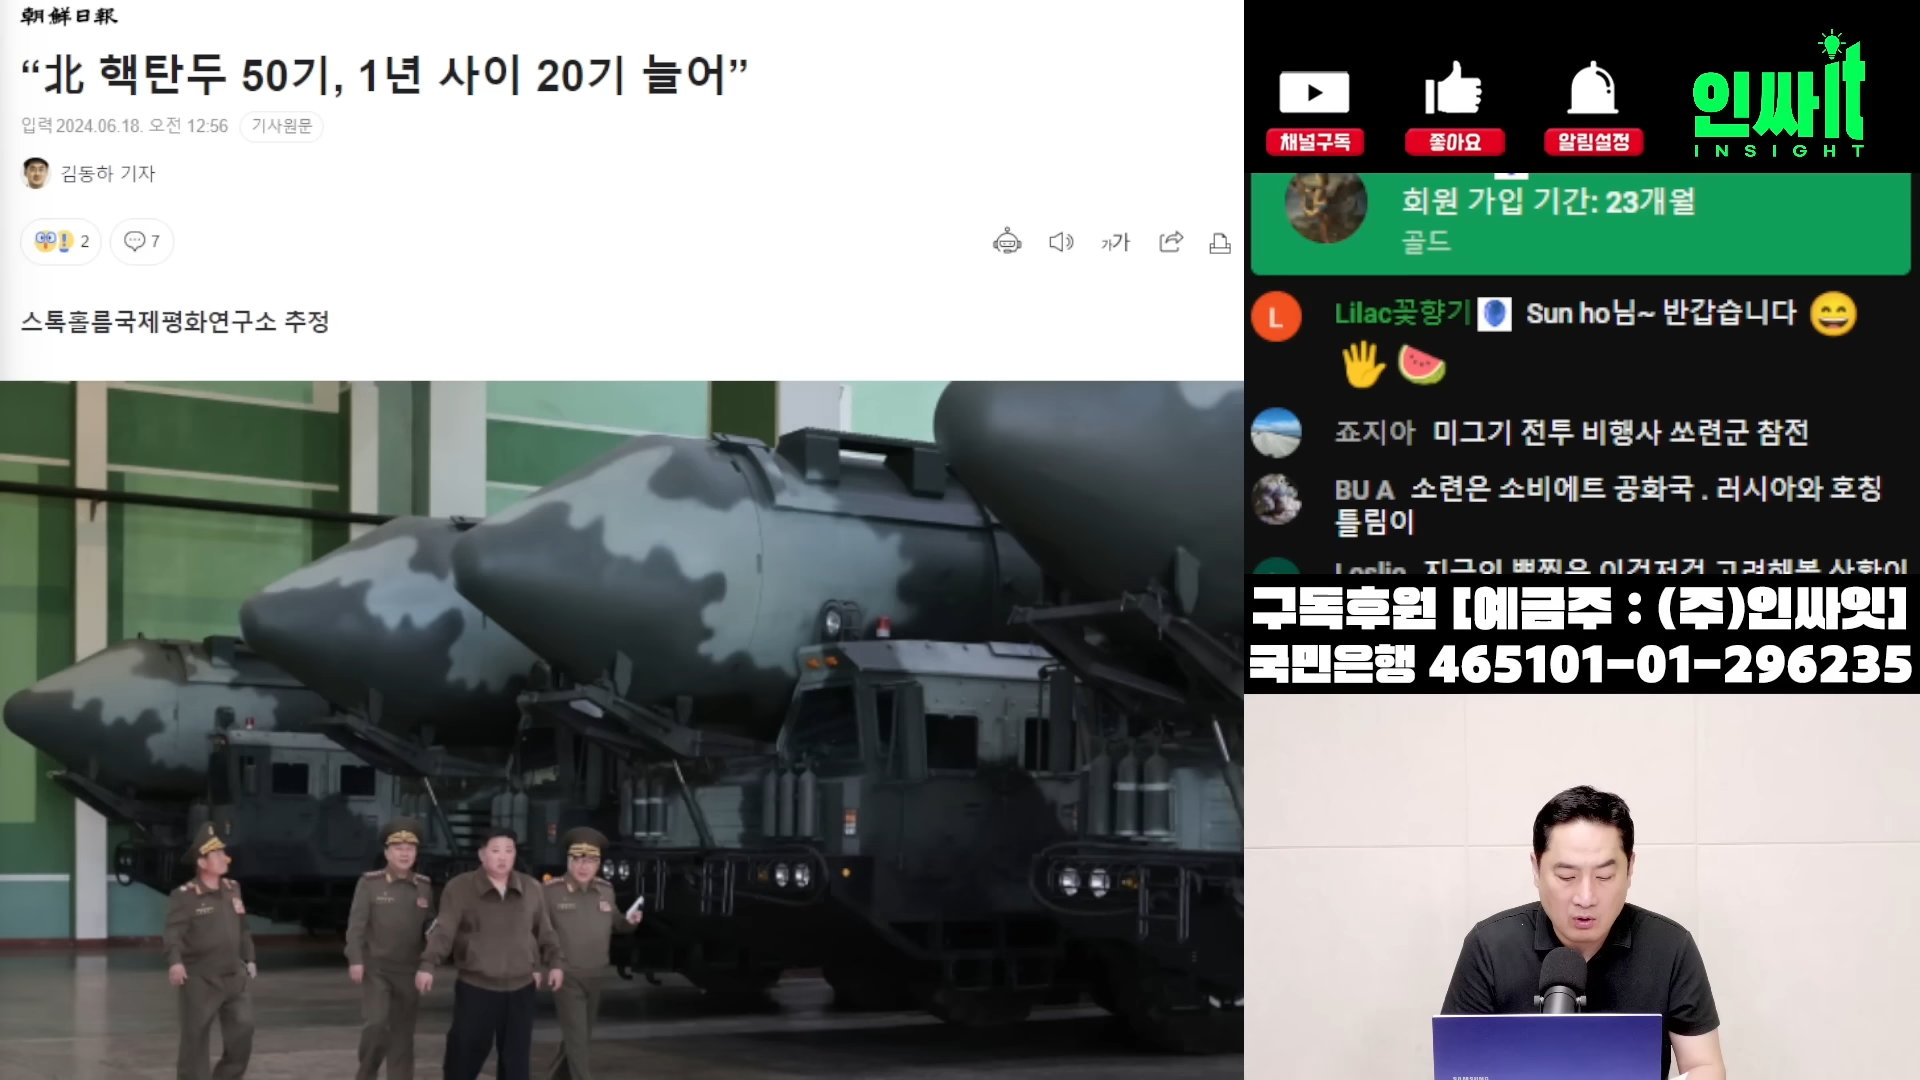 朝鮮日報
“北 핵탄두 50기, 1년 사이 20기 늘어”
입력 2024.06.18. 오전 12:56 기사원문
김동하 기자
2 7
가가
스톡홀름국제평화연구소 추정
채널구독 좋아요 알림설정
인싸it
INSIGHT
회원 가입 기간: 23개월
골드
L Lilac꽃향기 Sun ho님~ 반갑습니다
죠지아 미그기 전투 비행사 쏘련군 참전
BU A 소련은 소비에트 공화국 . 러시아와 호칭
틀림이
구독후원 [예금주 : (주)인싸잇]
국민은행 465101-01-296235
SAMSUNG